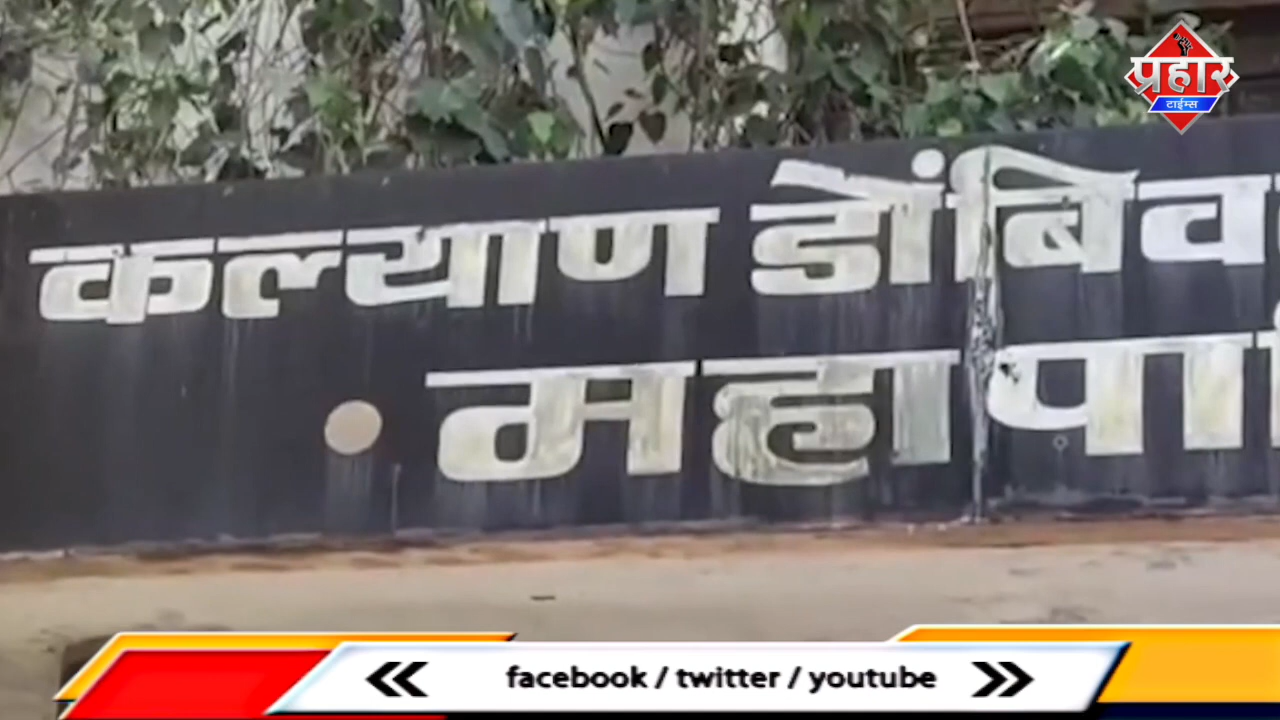 प्रहार
टाईम्स
कल्याण डोंबिव
महापा
facebook / twitter / youtube